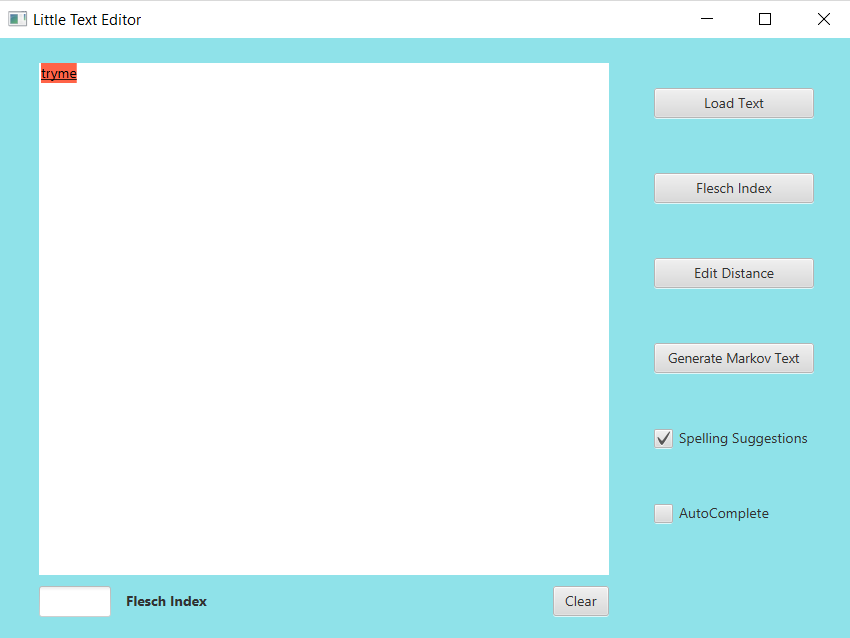 Little Text Editor
tryme
Load Text
Flesch Index
Edit Distance
Generate Markov Text
Spelling Suggestions
AutoComplete
Flesch Index
Clear